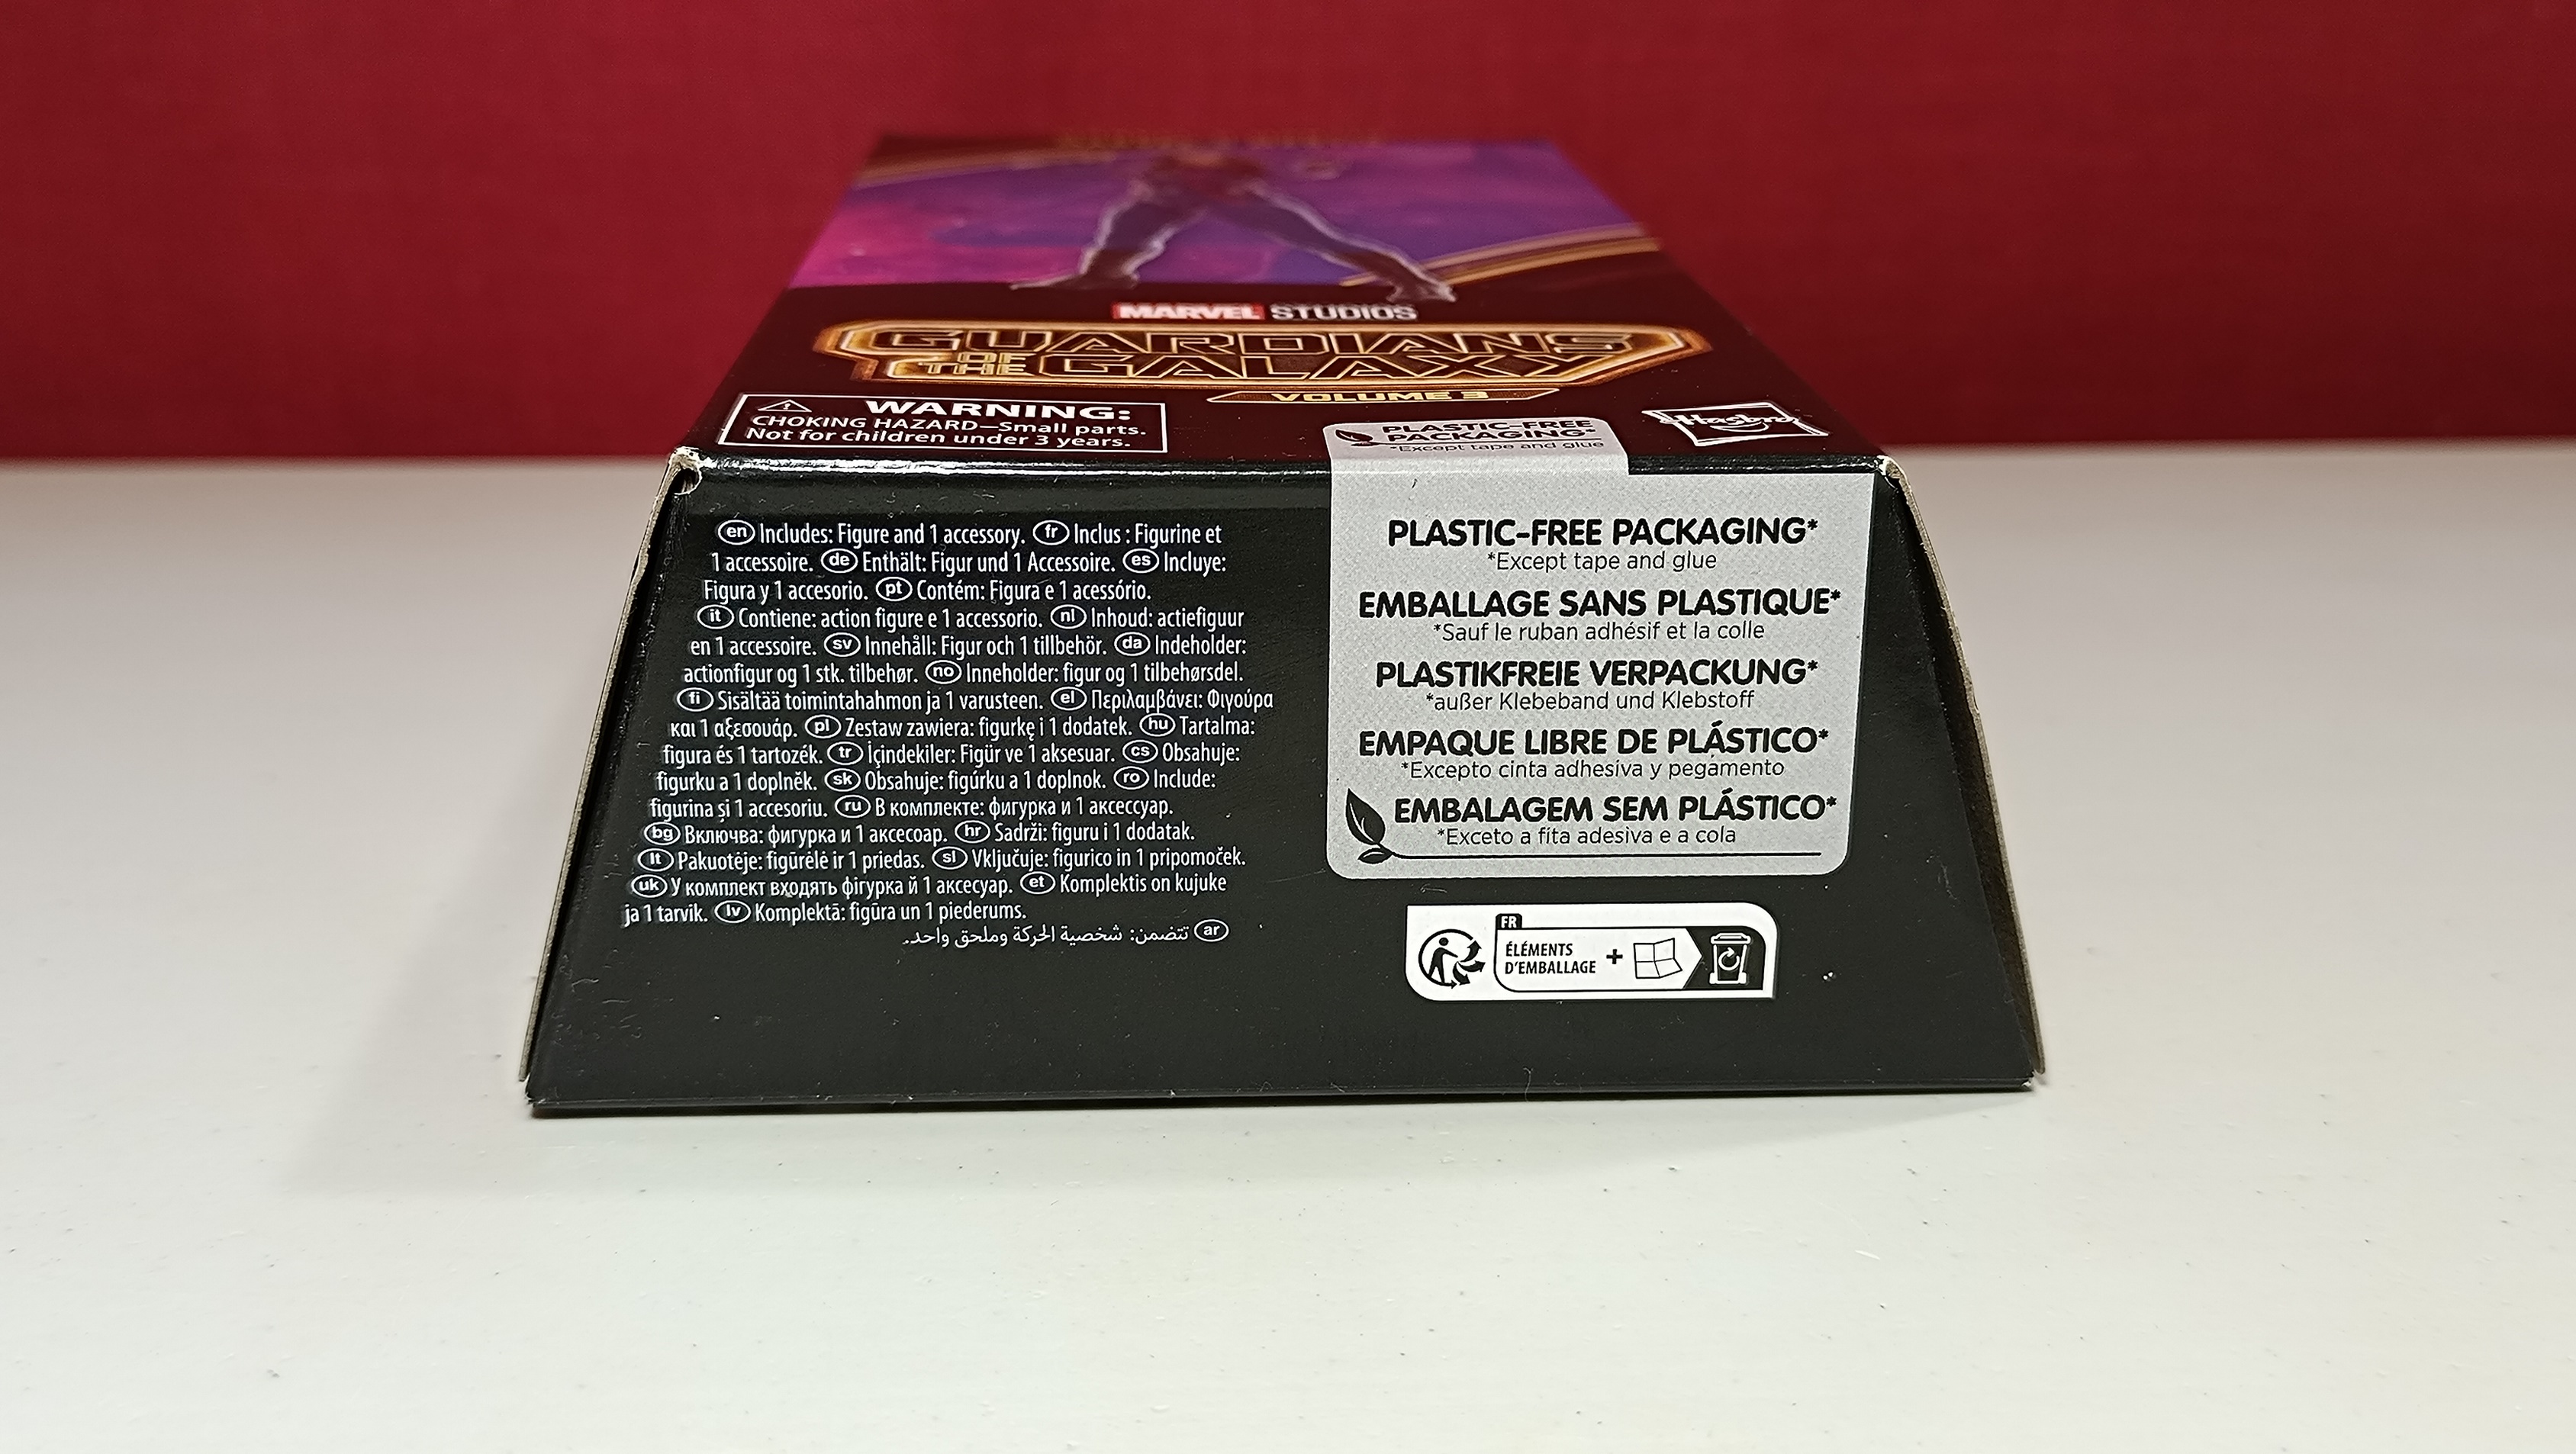 MARVEL STUDIOS
GUARDIANS
OF THE GALAXY
VOLUME 3
WARNING:
CHOKING HAZARD—Small parts.
Not for children under 3 years.
PLASTIC-FREE
PACKAGING*
*Except tape and glue
Hasbro
en Includes: Figure and 1 accessory. fr Inclus : Figurine et
1 accessoire. de Enthält: Figur und 1 Accessoire. es Incluye:
Figura y 1 accesorio. pt Contém: Figura e 1 acessório.
it Contiene: action figure e 1 accessorio. nl Inhoud: actiefiguur
en 1 accessoire. sv Innehåll: Figur och 1 tillbehör. da Indeholder:
actionfigur og 1 stk. tilbehør. no Inneholder: figur og 1 tilbehørsdel.
fi Sisältää toimintahahmon ja 1 varusteen. el Περιλαμβάνει: Φιγούρα
και 1 αξεσουάρ. pl Zestaw zawiera: figurkę i 1 dodatek. hu Tartalma:
figura és 1 tartozék. tr İçindekiler: Figür ve 1 aksesuar. cs Obsahuje:
figurku a 1 doplněk. sk Obsahuje: figúrku a 1 doplnok. ro Include:
figurina și 1 accesoriu. ru В комплекте: фигурка и 1 аксессуар.
bg Включва: фигурка и 1 аксесоар. hr Sadrži: figuru i 1 dodatak.
lt Pakuotėje: figūrėlė ir 1 priedas. sl Vključuje: figurico in 1 pripomoček.
uk У комплект входять фігурка й 1 аксесуар. et Komplektis on kujuke
ja 1 tarvik. lv Komplektā: figūra un 1 piederums.
ar تتضمن: شخصية الحركة وملحق واحد.
PLASTIC-FREE PACKAGING*
*Except tape and glue
EMBALLAGE SANS PLASTIQUE*
*Sauf le ruban adhésif et la colle
PLASTIKFREIE VERPACKUNG*
*außer Klebeband und Klebstoff
EMPAQUE LIBRE DE PLÁSTICO*
*Excepto cinta adhesiva y pegamento
EMBALAGEM SEM PLÁSTICO*
*Exceto a fita adesiva e a cola
FR
ÉLÉMENTS
D'EMBALLAGE +